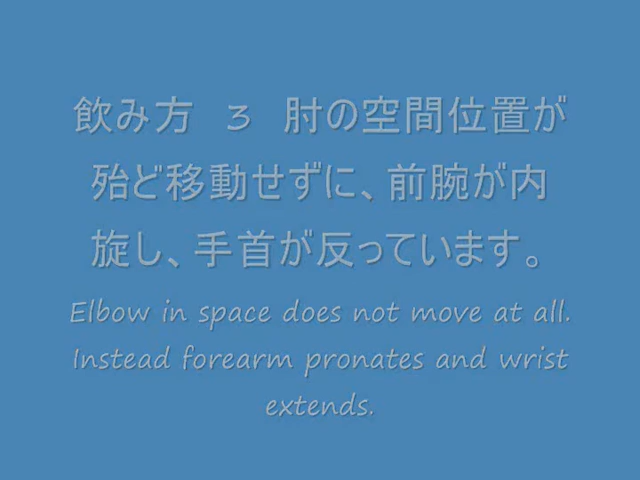 飲み方　3　肘の空間位置が
殆ど移動せずに、前腕が内
旋し、手首が反っています。
Elbow in space does not move at all.
Instead forearm pronates and wrist
extends.